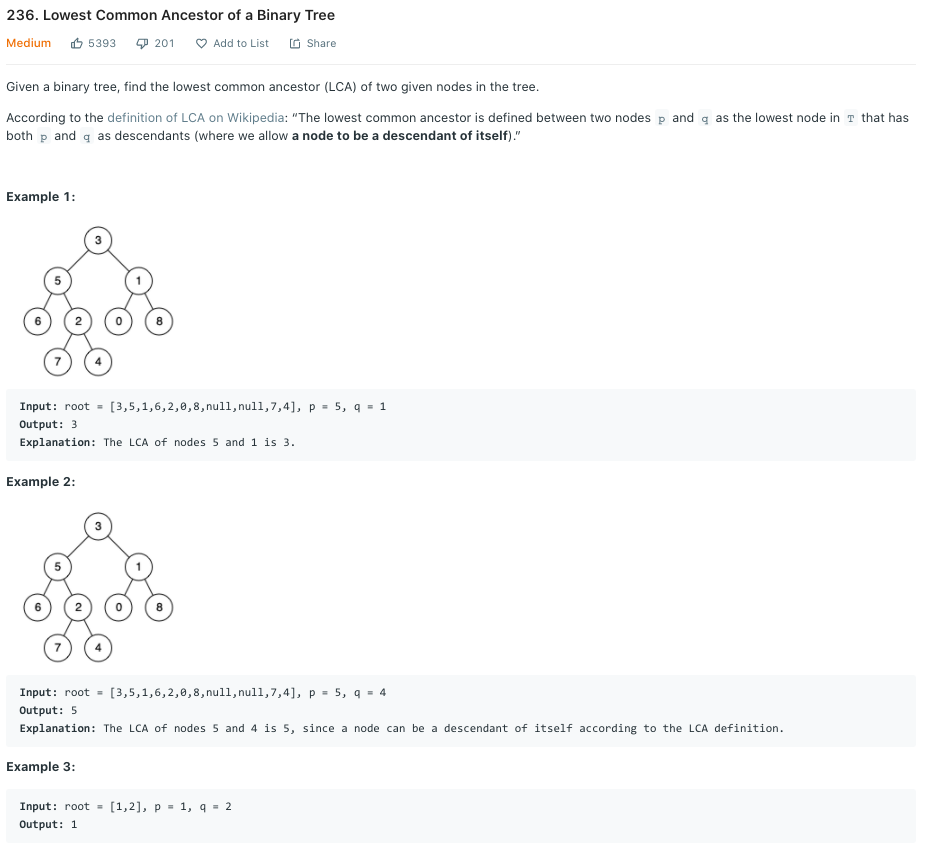 236. Lowest Common Ancestor of a Binary Tree
Medium 5393 201 Add to List Share
Given a binary tree, find the lowest common ancestor (LCA) of two given nodes in the tree.
According to the definition of LCA on Wikipedia: “The lowest common ancestor is defined between two nodes p and q as the lowest node in T that has
both p and q as descendants (where we allow a node to be a descendant of itself).”
Example 1:
3
5 1
6 2 0 8
7 4
Input: root = [3,5,1,6,2,0,8,null,null,7,4], p = 5, q = 1
Output: 3
Explanation: The LCA of nodes 5 and 1 is 3.
Example 2:
3
5 1
6 2 0 8
7 4
Input: root = [3,5,1,6,2,0,8,null,null,7,4], p = 5, q = 4
Output: 5
Explanation: The LCA of nodes 5 and 4 is 5, since a node can be a descendant of itself according to the LCA definition.
Example 3:
Input: root = [1,2], p = 1, q = 2
Output: 1